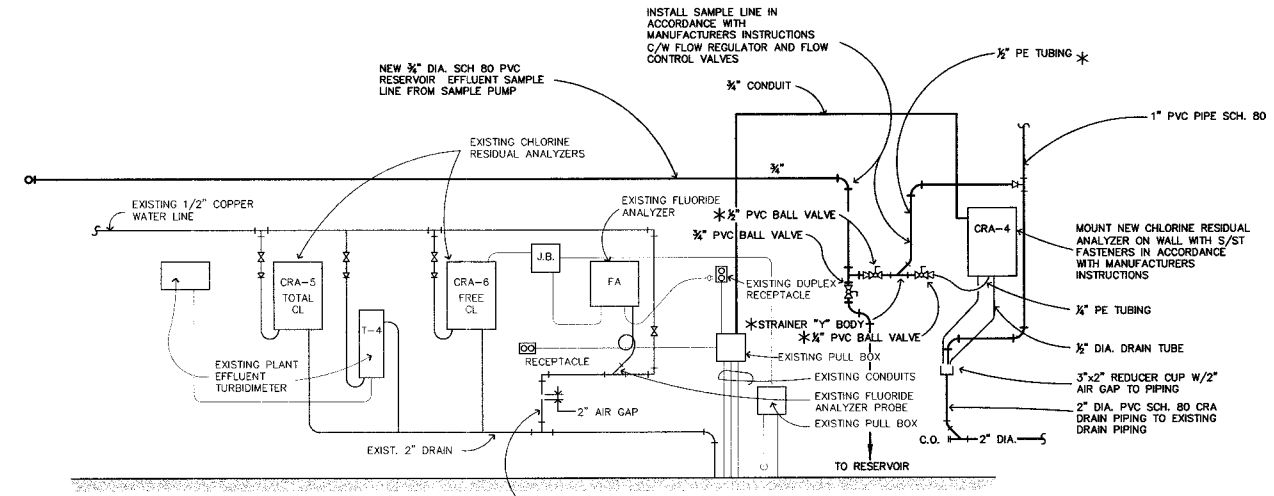 INSTALL SAMPLE LINE IN
ACCORDANCE WITH
MANUFACTURERS INSTRUCTIONS
C/W FLOW REGULATOR AND FLOW
CONTROL VALVES
½" PE TUBING *
NEW ¾" DIA. SCH 80 PVC
RESERVOIR EFFLUENT SAMPLE
LINE FROM SAMPLE PUMP
¾" CONDUIT
1" PVC PIPE SCH. 80
EXISTING CHLORINE
RESIDUAL ANALYZERS
¾"
EXISTING 1/2" COPPER
WATER LINE
EXISTING FLUORIDE
ANALYZER
*½" PVC BALL VALVE
¾" PVC BALL VALVE
CRA-4
MOUNT NEW CHLORINE RESIDUAL
ANALYZER ON WALL WITH S/ST
FASTENERS IN ACCORDANCE
WITH MANUFACTURERS
INSTRUCTIONS
J.B.
CRA-5
TOTAL
CL
CRA-6
FREE
CL
FA
EXISTING DUPLEX
RECEPTACLE
T-4
*STRAINER "Y" BODY
*¼" PVC BALL VALVE
¼" PE TUBING
½" DIA. DRAIN TUBE
EXISTING PLANT
EFFLUENT
TURBIDIMETER
RECEPTACLE
EXISTING PULL BOX
EXISTING CONDUITS
EXISTING FLUORIDE
ANALYZER PROBE
EXISTING PULL BOX
3"x2" REDUCER CUP W/2"
AIR GAP TO PIPING
2" DIA. PVC SCH. 80 CRA
DRAIN PIPING TO EXISTING
DRAIN PIPING
2" AIR GAP
EXIST. 2" DRAIN
C.O.
2" DIA.
TO RESERVOIR